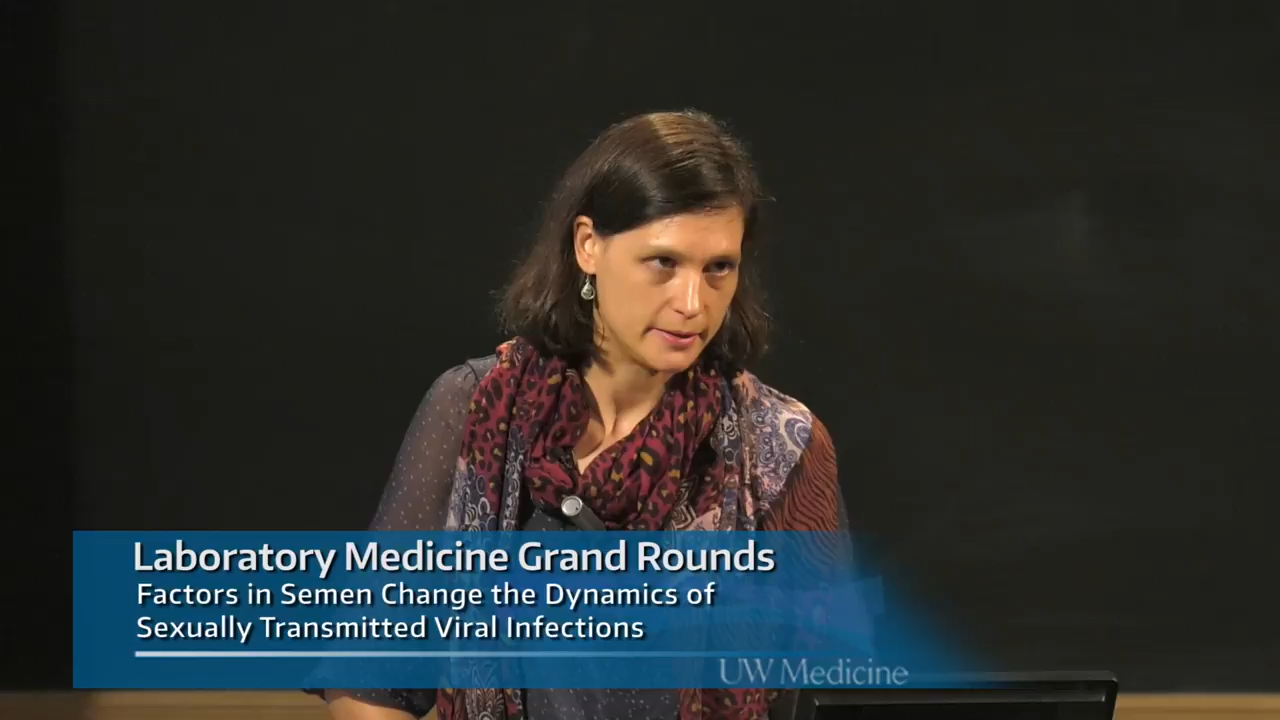 Laboratory Medicine Grand Rounds
Factors in Semen Change the Dynamics of
Sexually Transmitted Viral Infections
UW Medicine